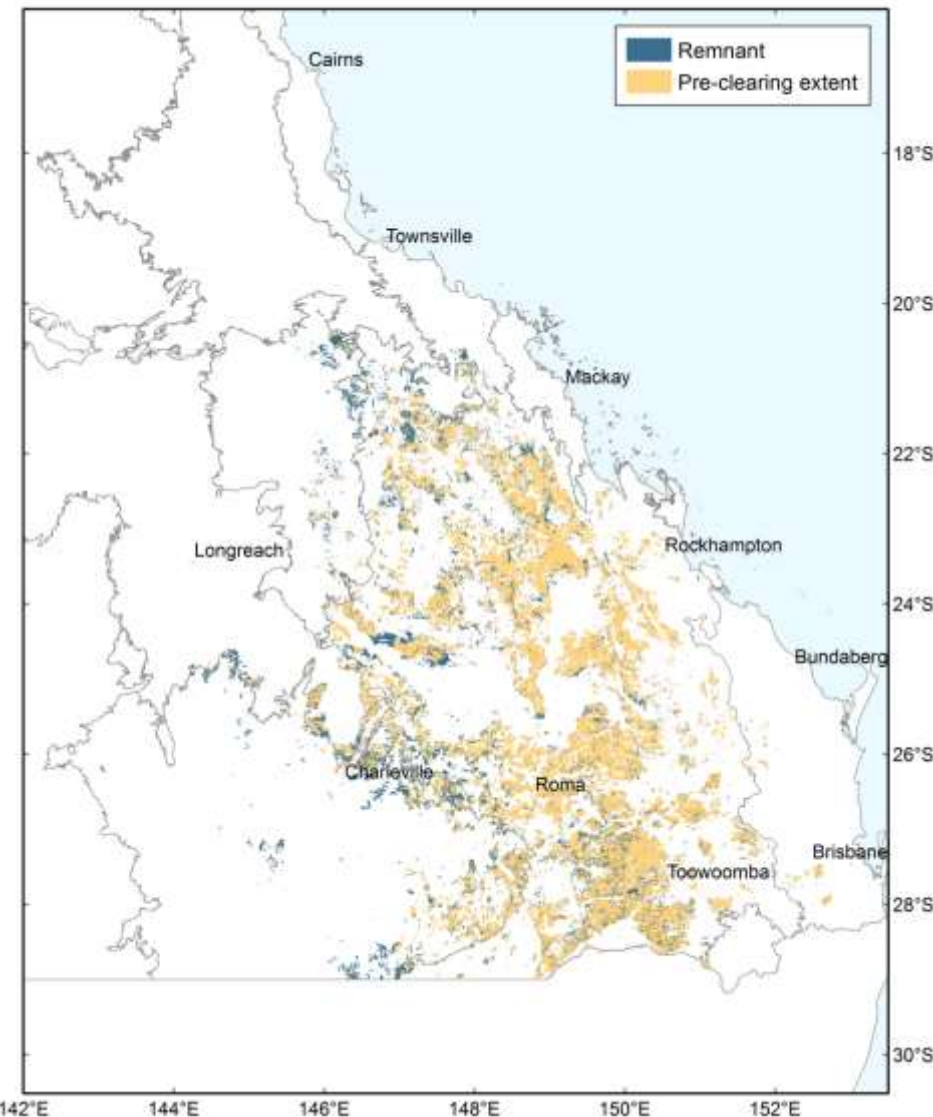 Remnant
Pre-clearing extent
Cairns
18°S
Townsville
20°S
Mackay
22°S
Longreach
Rockhampton
24°S
Bundaberg
26°S
Charleville
Roma
Brisbane
Toowoomba
28°S
30°S
142°E 144°E 146°E 148°E 150°E 152°E